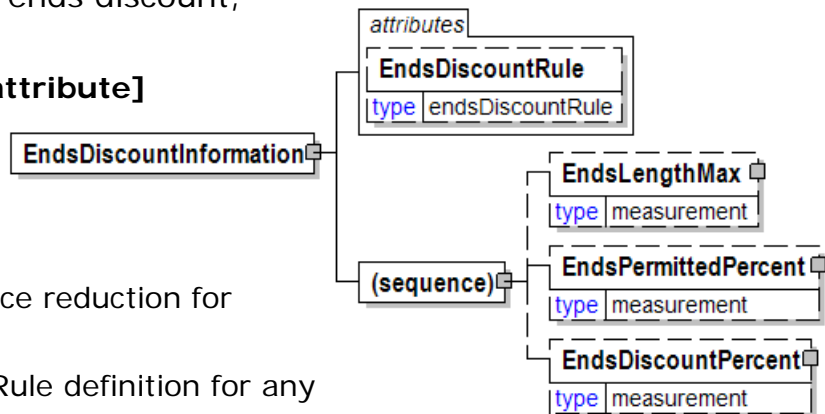 ends discount,
attribute]
ce reduction for
Rule definition for any
attributes
EndsDiscountRule
type endsDiscountRule
EndsDiscountInformation
(sequence)
EndsLengthMax
type measurement
EndsPermittedPercent
type measurement
EndsDiscountPercent
type measurement